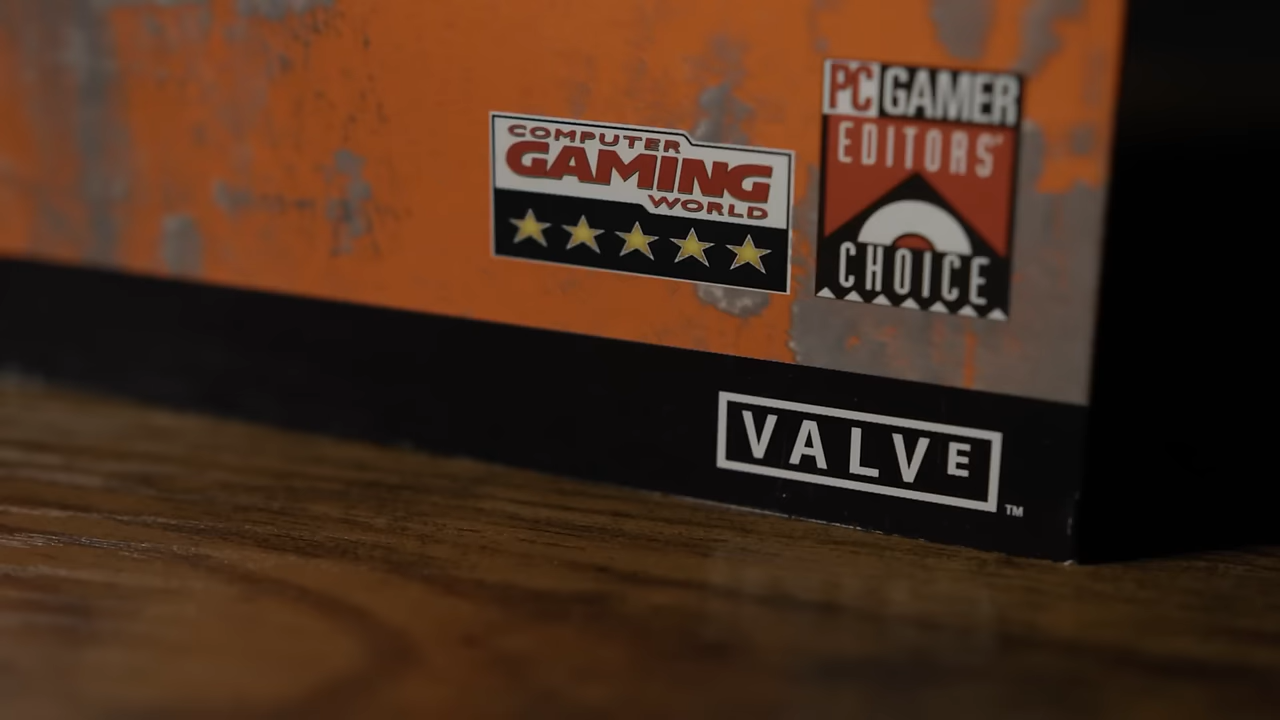 COMPUTER
GAMING
WORLD
PC GAMER
EDITORS'
CHOICE
VALVE
TM